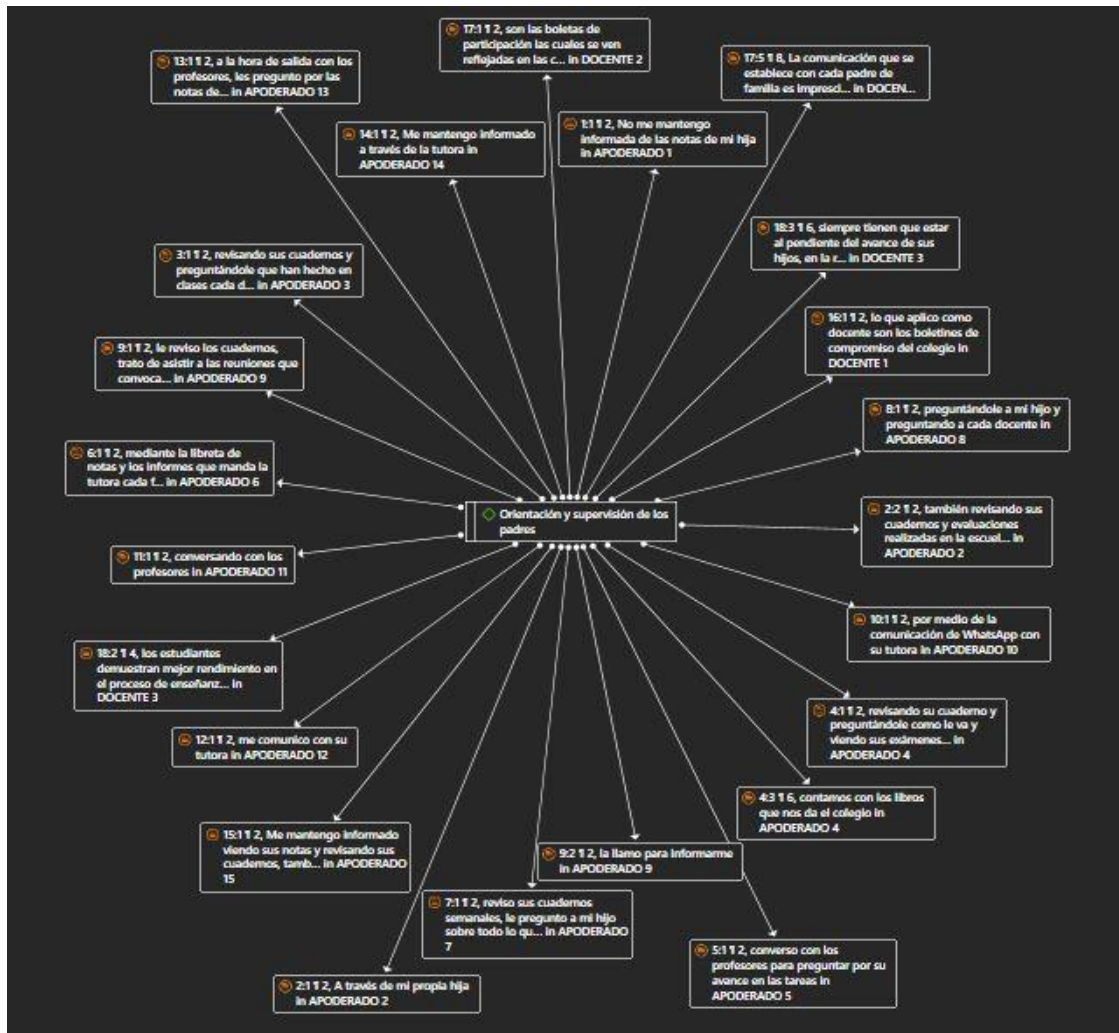 17:1 ¶ 2, son las boletas de
participación las cuales se ven
reflejadas en las c... in DOCENTE 2
13:1 ¶ 2, a la hora de salida con los
profesores, les pregunto por las
notas de... in APODERADO 13
17:5 ¶ 8, La comunicación que se
establece con cada padre de
familia es impresci... in DOCEN...
14:1 ¶ 2, Me mantengo informado
a través de la tutora in
APODERADO 14
1:1 ¶ 2, No me mantengo
informada de las notas de mi hija
in APODERADO 1
18:3 ¶ 6, siempre tienen que estar
al pendiente del avance de sus
hijos, en la r... in DOCENTE 3
3:1 ¶ 2, revisando sus cuadernos y
preguntándole que han hecho en
clases cada d... in APODERADO 3
16:1 ¶ 2, lo que aplico como
docente son los boletines de
compromiso del colegio in
DOCENTE 1
9:1 ¶ 2, le reviso los cuadernos,
trato de asistir a las reuniones que
convoca... in APODERADO 9
8:1 ¶ 2, preguntándole a mi hijo y
preguntando a cada docente in
APODERADO 8
6:1 ¶ 2, mediante la libreta de
notas y los informes que manda la
tutora cada f... in APODERADO 6
Orientación y supervisión de los
padres
2:2 ¶ 2, también revisando sus
cuadernos y evaluaciones
realizadas en la escuel... in
APODERADO 2
11:1 ¶ 2, conversando con los
profesores in APODERADO 11
10:1 ¶ 2, por medio de la
comunicación de WhatsApp con
su tutora in APODERADO 10
18:2 ¶ 4, los estudiantes
demuestran mejor rendimiento en
el proceso de enseñanz... in
DOCENTE 3
4:1 ¶ 2, revisando su cuaderno y
preguntándole como le va y
viendo sus exámenes... in
APODERADO 4
12:1 ¶ 2, me comunico con su
tutora in APODERADO 12
4:3 ¶ 6, contamos con los libros
que nos da el colegio in
APODERADO 4
15:1 ¶ 2, Me mantengo informado
viendo sus notas y revisando sus
cuadernos, tamb... in APODERADO
15
9:2 ¶ 2, la llamo para informarme
in APODERADO 9
7:1 ¶ 2, reviso sus cuadernos
semanales, le pregunto a mi hijo
sobre todo lo qu... in APODERADO
7
5:1 ¶ 2, converso con los
profesores para preguntar por su
avance en las tareas in
APODERADO 5
2:1 ¶ 2, A través de mi propia hija
in APODERADO 2